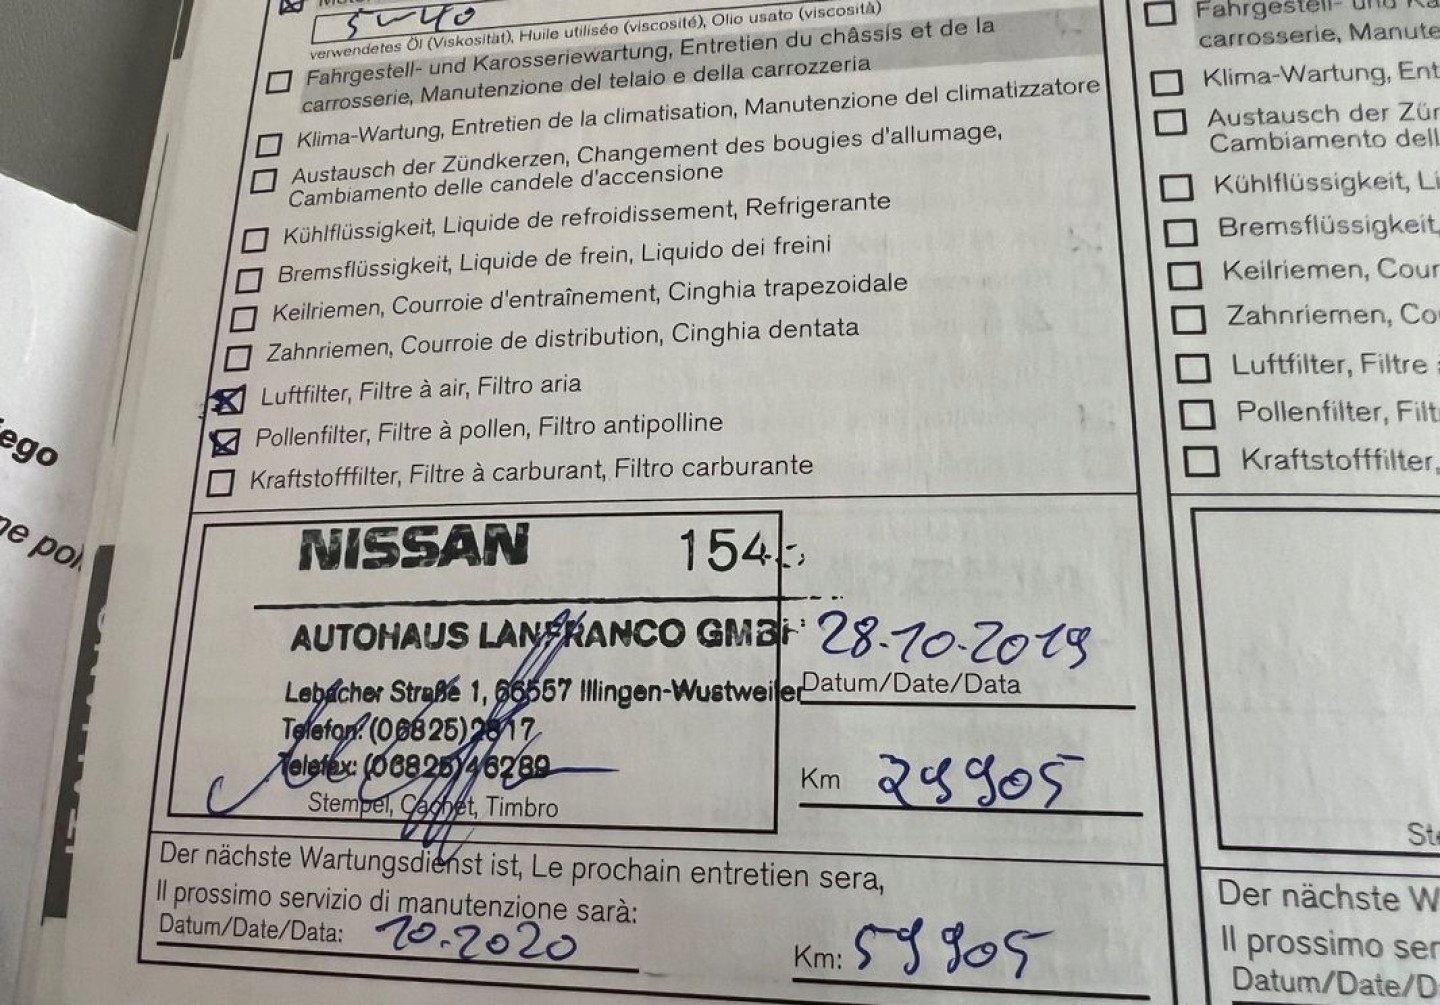 5W-40
verwendetes Öl (Viskosität), Huile utilisée (viscosité), Olio usato (viscosità)
Fahrgestell- und Karosseriewartung, Entretien du châssis et de la
carrosserie, Manutenzione del telaio e della carrozzeria
Klima-Wartung, Entretien de la climatisation, Manutenzione del climatizzatore
Austausch der Zündkerzen, Changement des bougies d'allumage,
Cambiamento delle candele d'accensione
Kühlflüssigkeit, Liquide de refroidissement, Refrigerante
Bremsflüssigkeit, Liquide de frein, Liquido dei freini
Keilriemen, Courroie d'entraînement, Cinghia trapezoidale
Zahnriemen, Courroie de distribution, Cinghia dentata
Luftfilter, Filtre à air, Filtro aria
Pollenfilter, Filtre à pollen, Filtro antipolline
Kraftstofffilter, Filtre à carburant, Filtro carburante
NISSAN 154
AUTOHAUS LANFRANCO GMBH
28.10.2019
Lebacher Straße 1, 66557 Illingen-Wustweiler
Datum/Date/Data
Telefon: (06825) 2817
Telefax: (06825) 46289
Km 29905
Stempel, Cachet, Timbro
Der nächste Wartungsdienst ist, Le prochain entretien sera,
Il prossimo servizio di manutenzione sarà:
Datum/Date/Data: 10.2020
Km: 59905
Fahrgestell- und Ka
carrosserie, Manute
Klima-Wartung, Ent
Austausch der Zün
Cambiamento dell
Kühlflüssigkeit, Li
Bremsflüssigkeit,
Keilriemen, Cour
Zahnriemen, Co
Luftfilter, Filtre
Pollenfilter, Filt
Kraftstofffilter,
Ste
Der nächste W
Il prossimo ser
Datum/Date/D
ego
ne pol